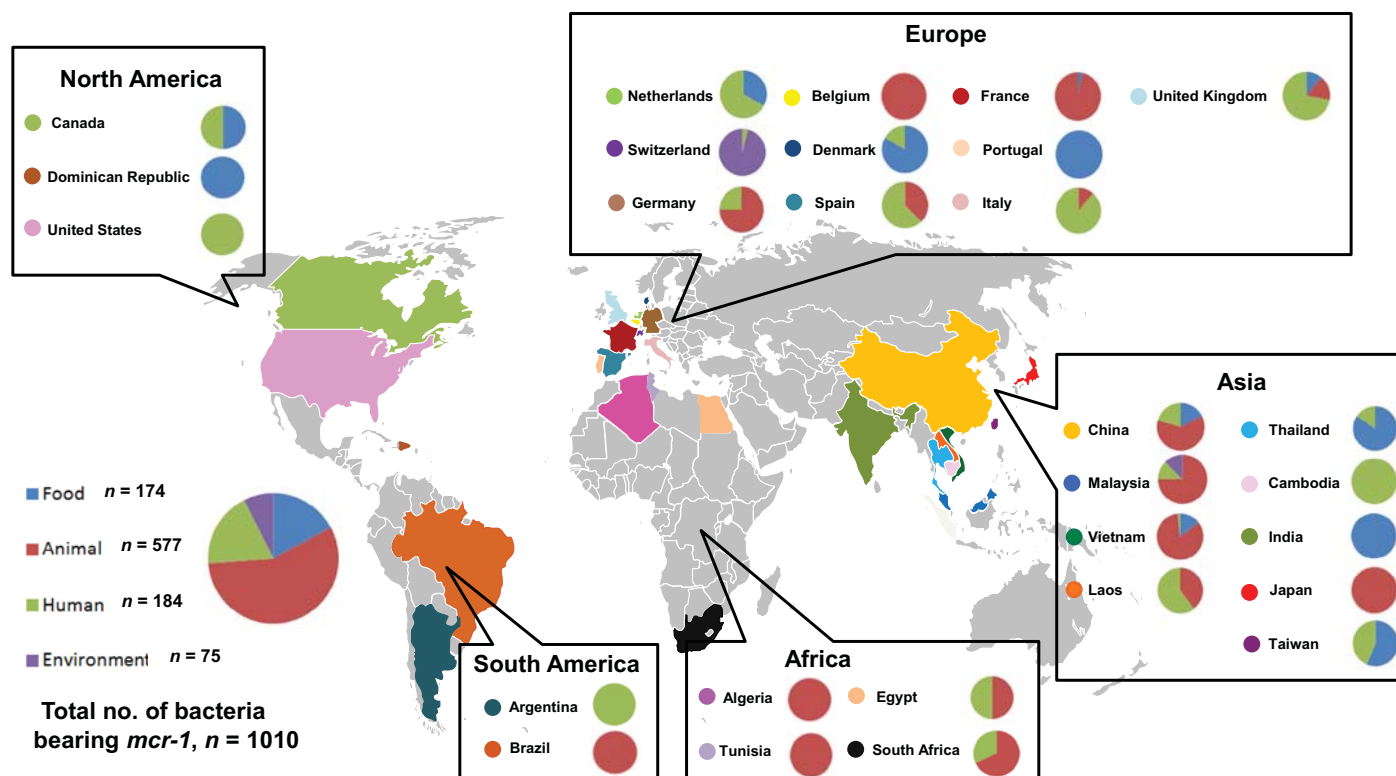 Europe
Netherlands
Belgium
France
United Kingdom
Switzerland
Denmark
Portugal
Germany
Spain
Italy
North America
Canada
Dominican Republic
United States
Asia
China
Thailand
Malaysia
Cambodia
Vietnam
India
Laos
Japan
Taiwan
Food n = 174
Animal n = 577
Human n = 184
Environment n = 75
Total no. of bacteria
bearing mcr-1, n = 1010
South America
Argentina
Brazil
Africa
Algeria
Egypt
Tunisia
South Africa